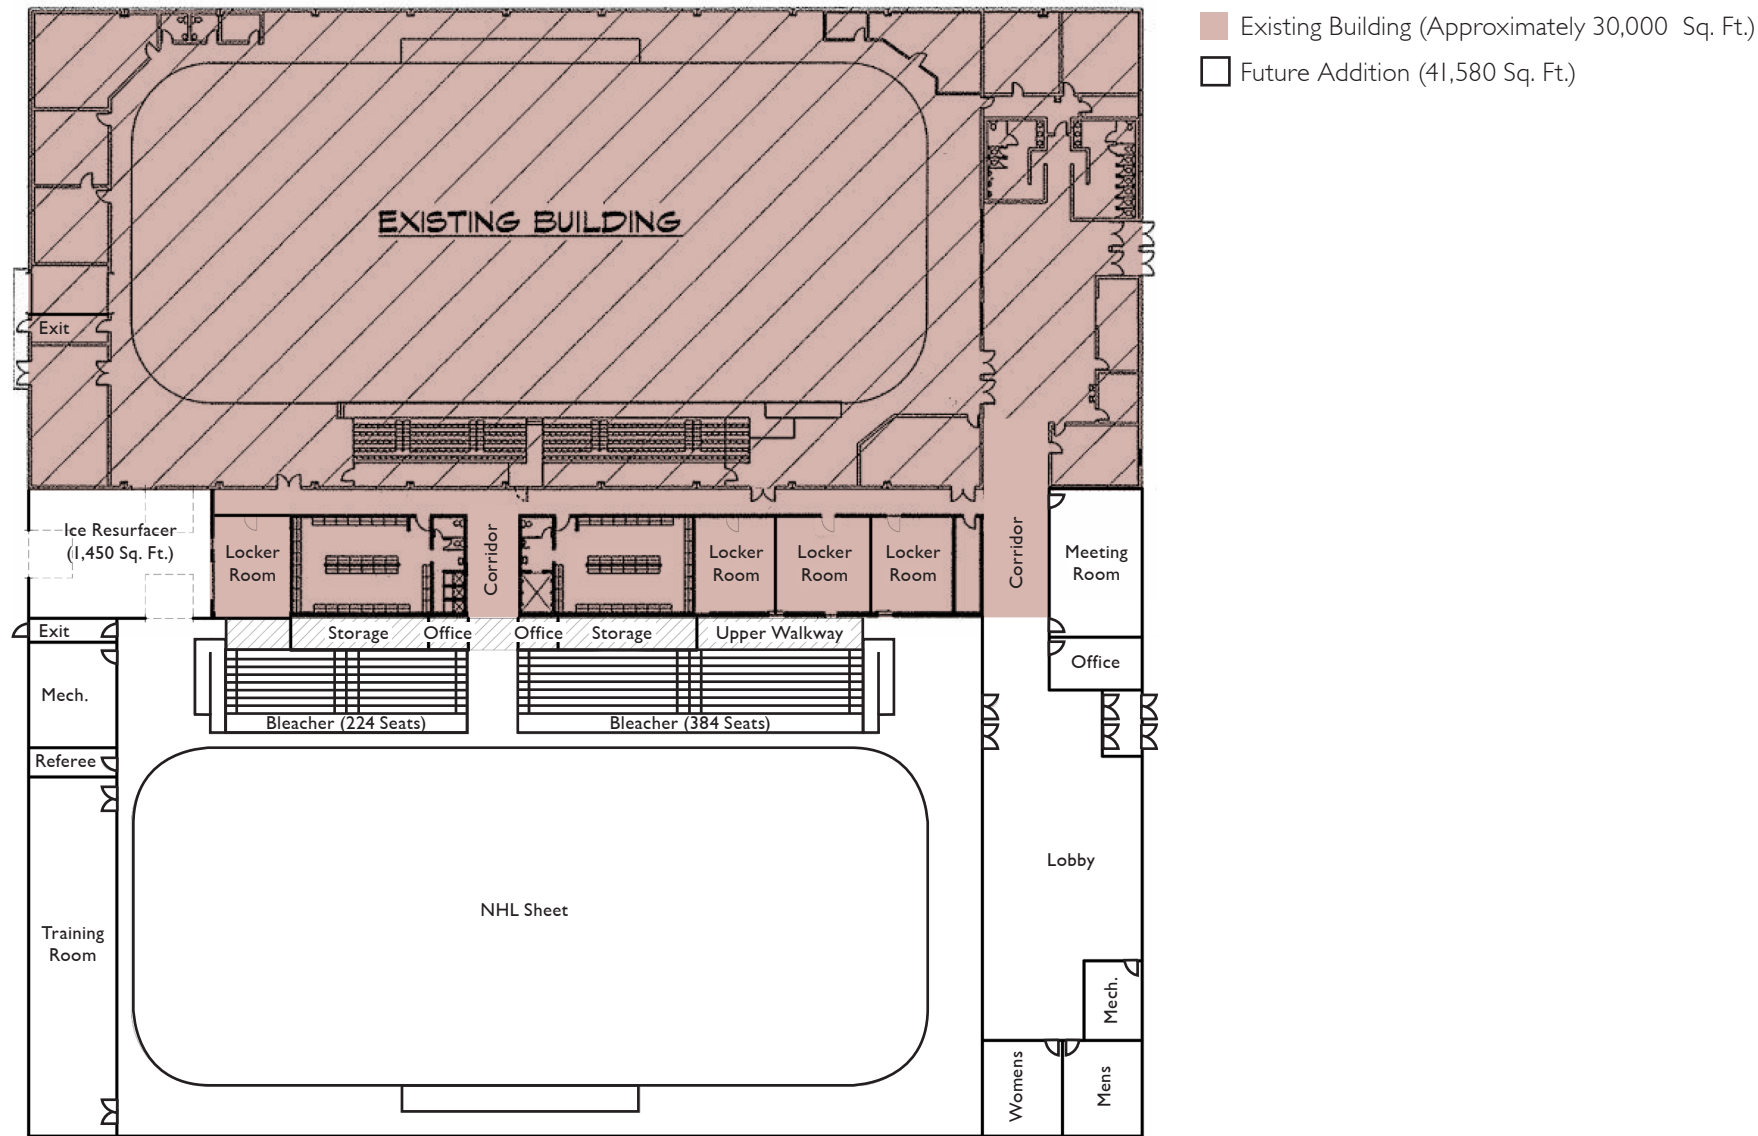 Existing Building (Approximately 30,000 Sq. Ft.)
Future Addition (41,580 Sq. Ft.)
EXISTING BUILDING
Exit
Ice Resurfacer
(1,450 Sq. Ft.)
Locker
Room
Corridor
Locker
Room
Locker
Room
Locker
Room
Corridor
Meeting
Room
Exit
Storage
Office
Office
Storage
Upper Walkway
Office
Mech.
Bleacher (224 Seats)
Bleacher (384 Seats)
Referee
Lobby
NHL Sheet
Training
Room
Mech.
Womens
Mens